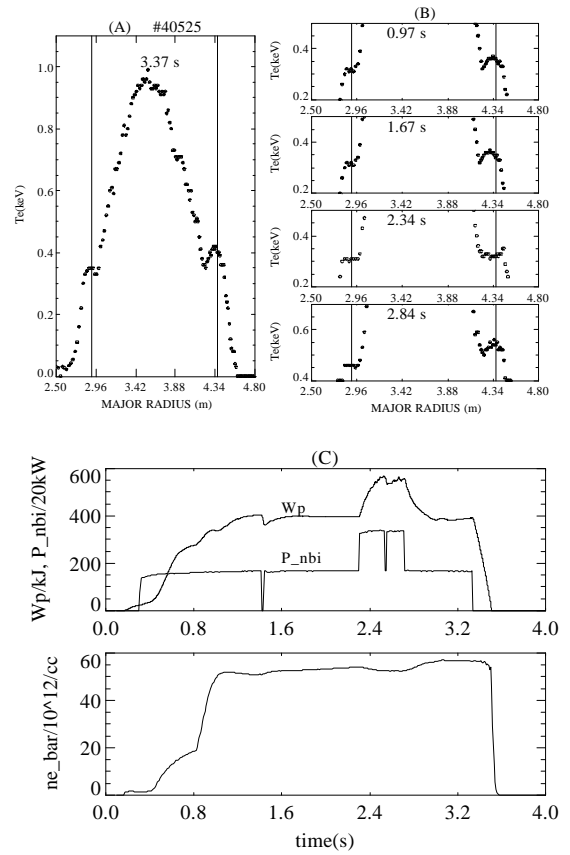 (A) #40525
3.37 s
Te(keV)
1.0
0.8
0.6
0.4
0.2
0.0
2.50 2.96 3.42 3.88 4.34 4.80
MAJOR RADIUS (m)
(B)
0.97 s
Te(keV)
0.4
0.2
2.50 2.96 3.42 3.88 4.34 4.80
1.67 s
Te(keV)
0.4
0.2
2.50 2.96 3.42 3.88 4.34 4.80
2.34 s
Te(keV)
0.4
0.2
2.50 2.96 3.42 3.88 4.34 4.80
2.84 s
Te(keV)
0.6
0.4
2.50 2.96 3.42 3.88 4.34 4.80
MAJOR RADIUS (m)
(C)
Wp/kJ, P_nbi/20kW
600
400
200
0
Wp
P_nbi
0.0 0.8 1.6 2.4 3.2 4.0
ne_bar/10^12/cc
60
40
20
0
0.0 0.8 1.6 2.4 3.2 4.0
time(s)